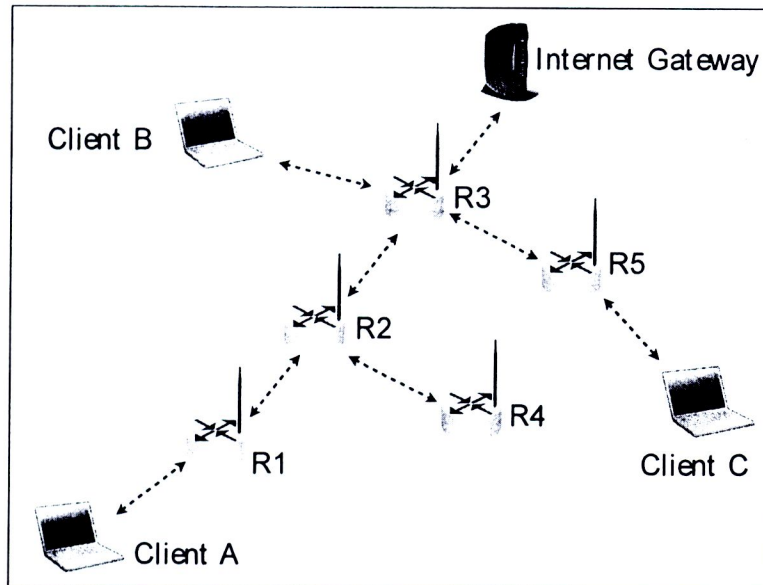 Internet Gateway
Client B
R3
R5
R2
R4
R1
Client C
Client A